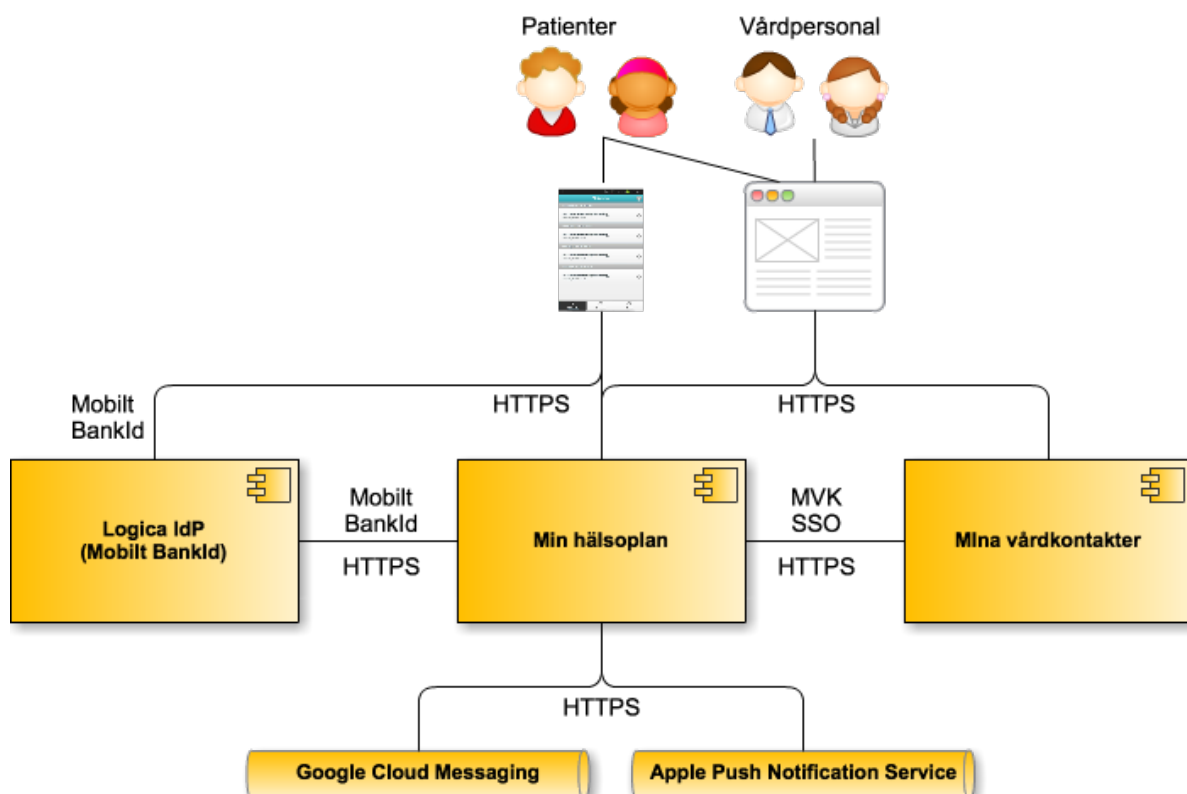 Patienter
Vårdpersonal
HTTPS
HTTPS
Mobilt
BankId
Logica IdP
(Mobilt BankId)
Mobilt
BankId
HTTPS
Min hälsoplan
MVK
SSO
HTTPS
MIna vårdkontakter
HTTPS
Google Cloud Messaging
Apple Push Notification Service